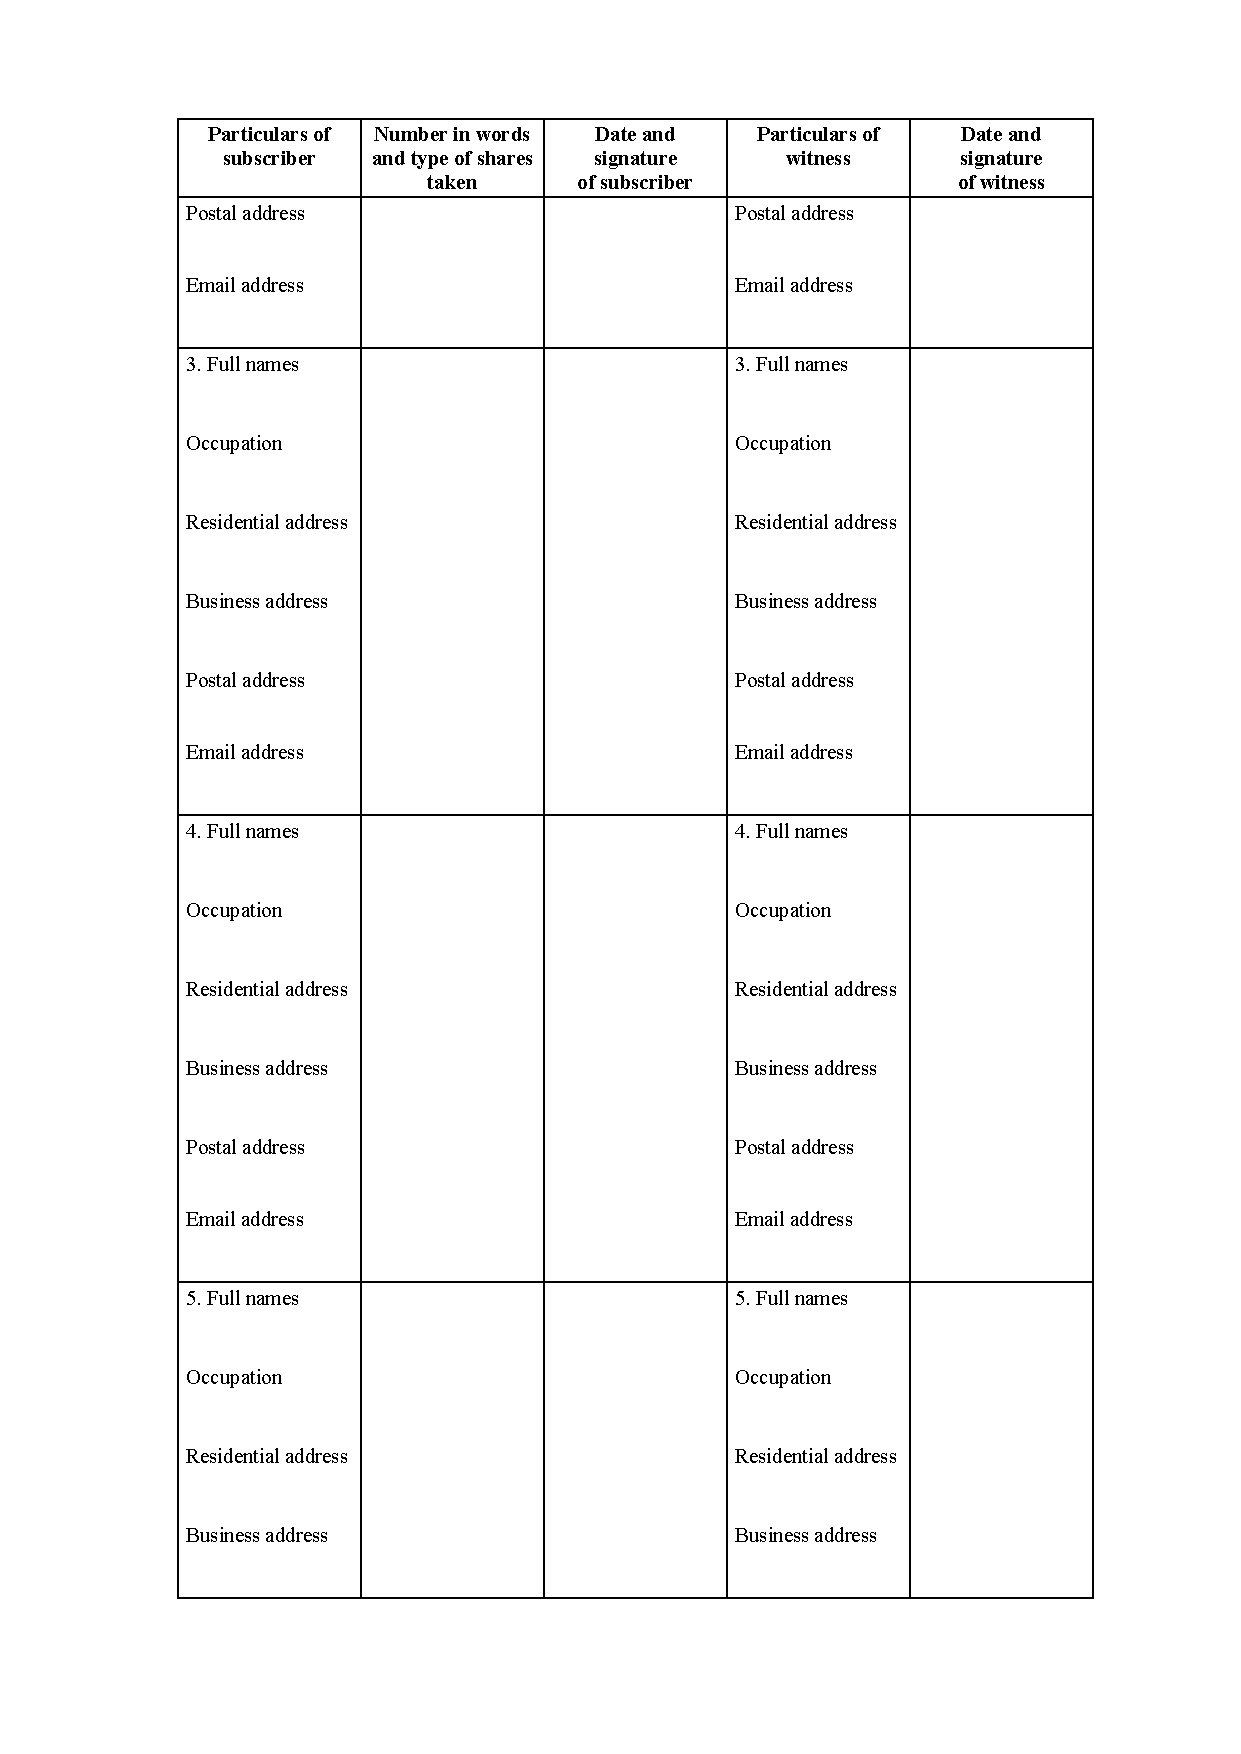 Particulars of
subscriber
Number in words
and type of shares
taken
Date and
signature
of subscriber
Particulars of
witness
Date and
signature
of witness
Postal address
Postal address
Email address
Email address
3. Full names
3. Full names
Occupation
Occupation
Residential address
Residential address
Business address
Business address
Postal address
Postal address
Email address
Email address
4. Full names
4. Full names
Occupation
Occupation
Residential address
Residential address
Business address
Business address
Postal address
Postal address
Email address
Email address
5. Full names
5. Full names
Occupation
Occupation
Residential address
Residential address
Business address
Business address